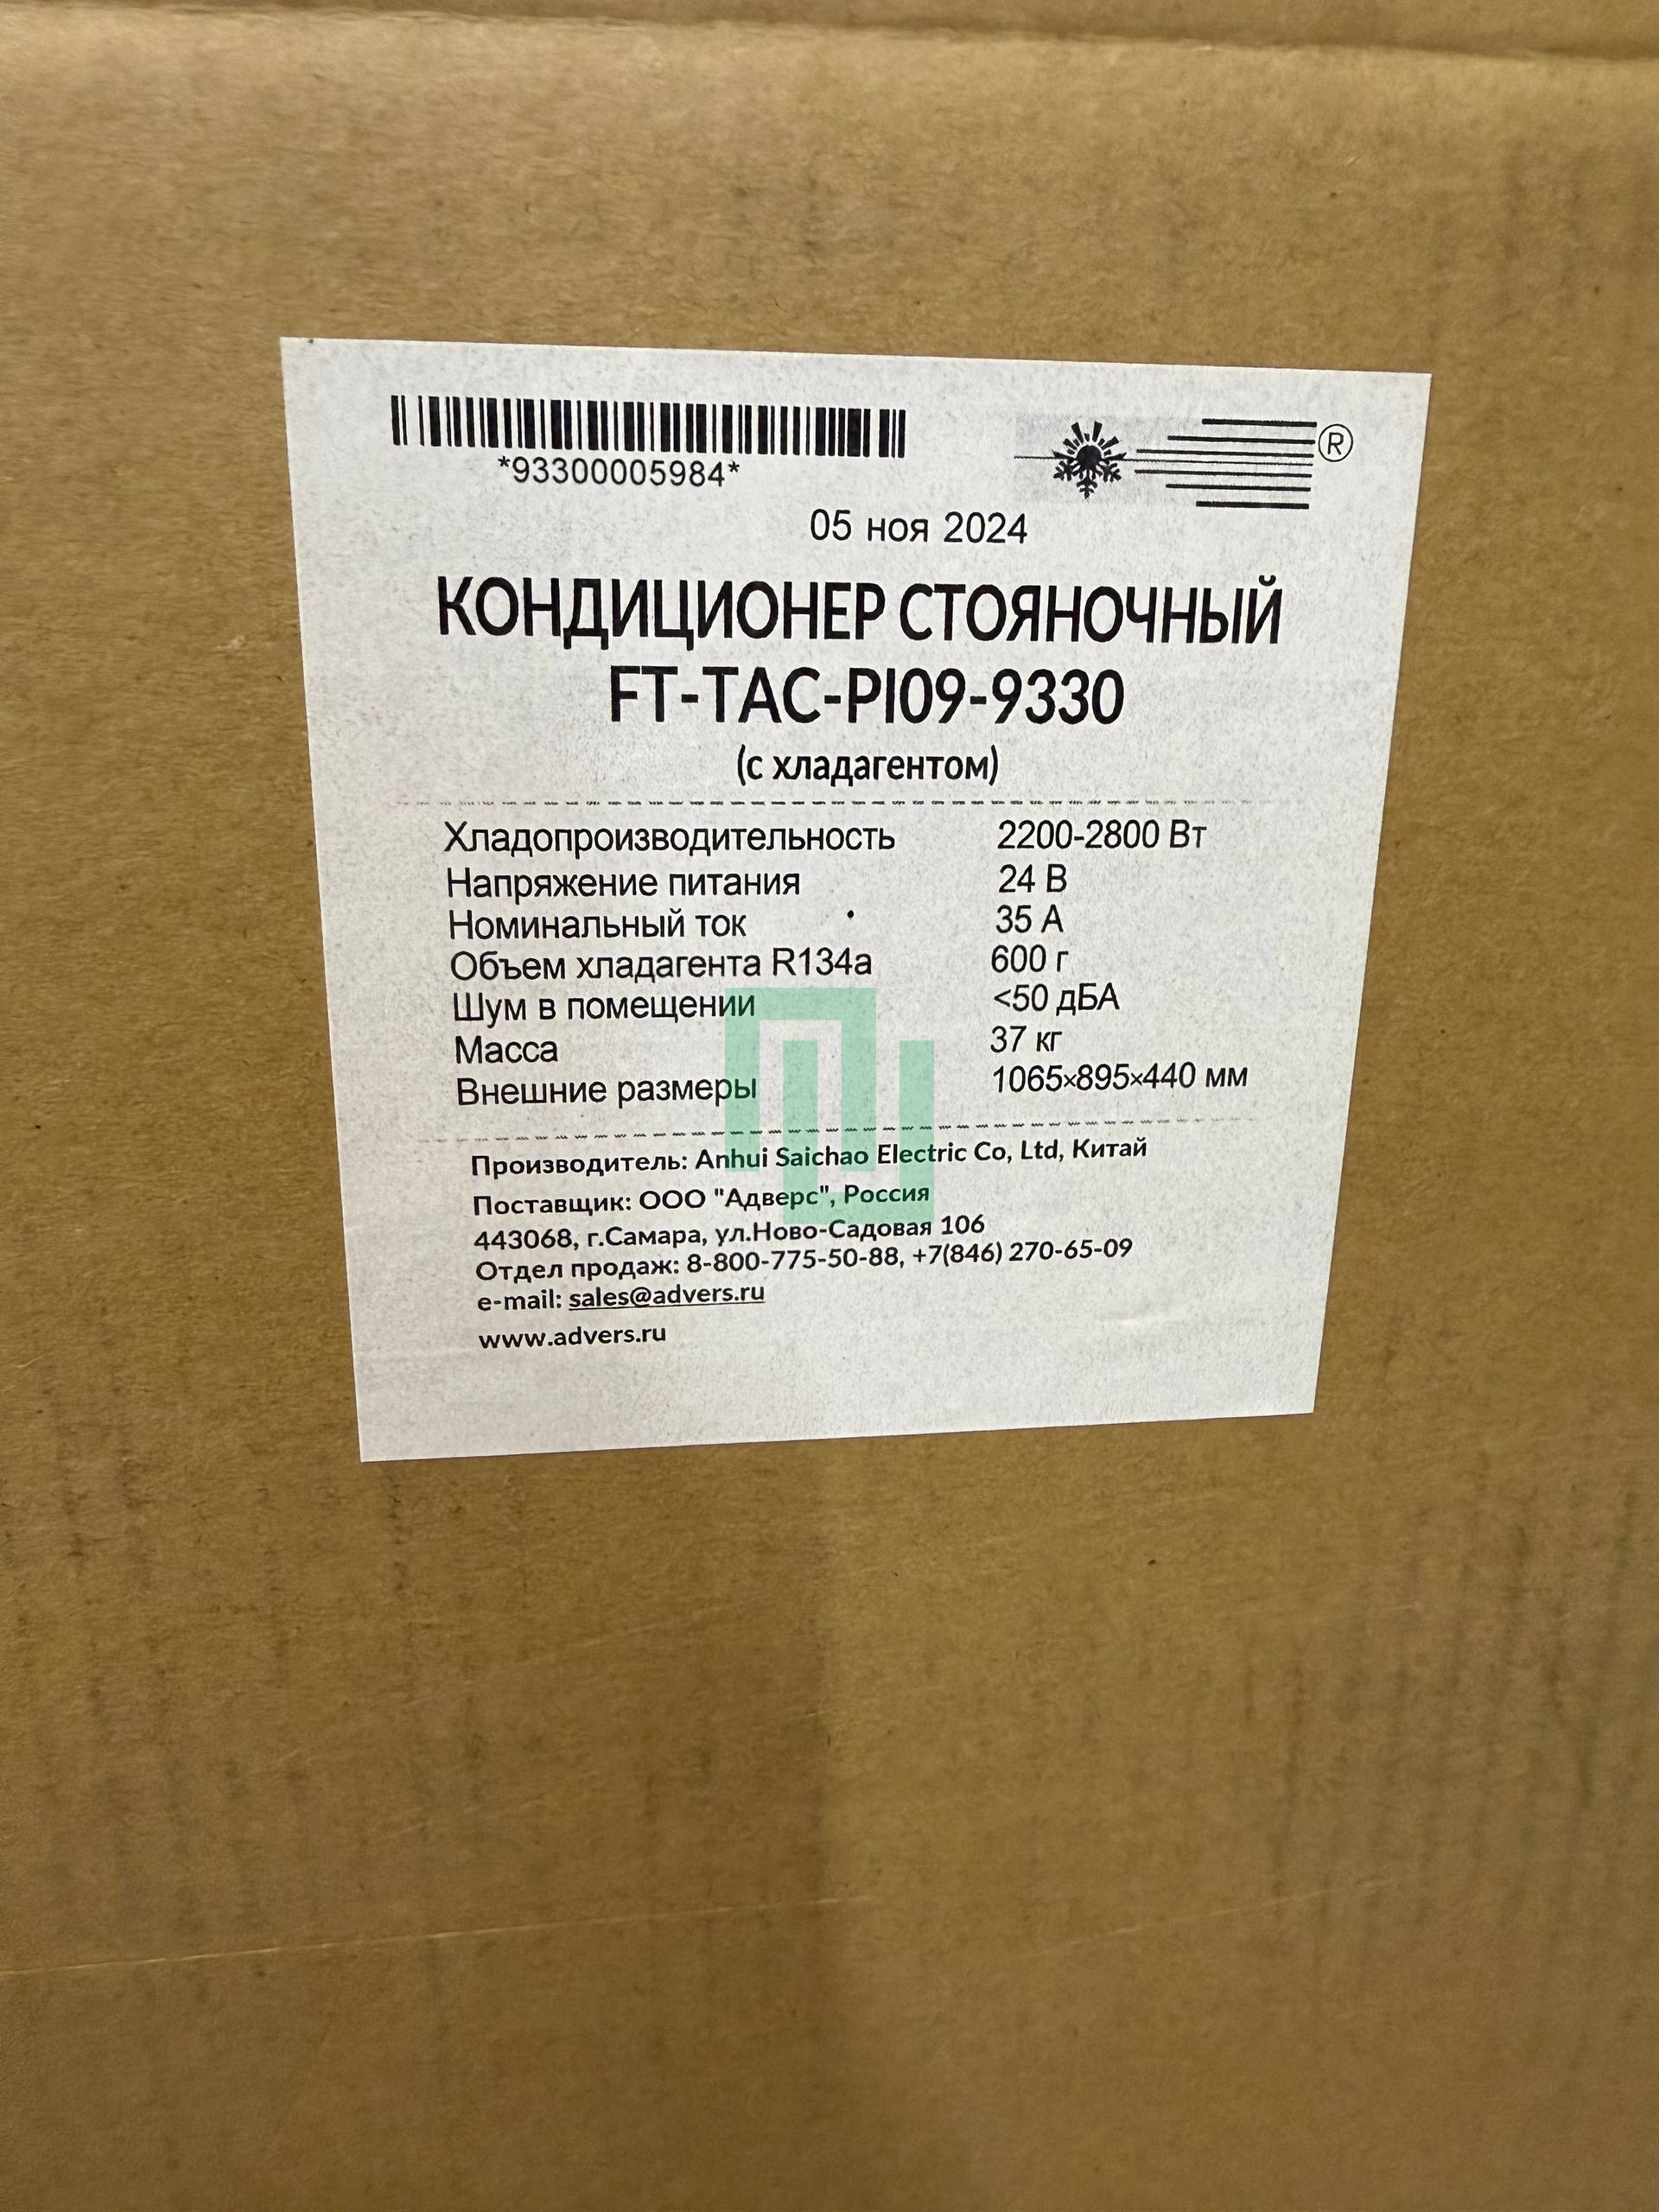 *93300005984*
®
05 ноя 2024
КОНДИЦИОНЕР СТОЯНОЧНЫЙ
FT-TAC-PI09-9330
(с хладагентом)
Хладопроизводительность 2200-2800 Вт
Напряжение питания 24 В
Номинальный ток 35 А
Объем хладагента R134a 600 г
Шум в помещении <50 дБА
Масса 37 кг
Внешние размеры 1065×895×440 мм
Производитель: Anhui Saichao Electric Co, Ltd, Китай
Поставщик: ООО "Адверс", Россия
443068, г.Самара, ул.Ново-Садовая 106
Отдел продаж: 8-800-775-50-88, +7(846) 270-65-09
e-mail: sales@advers.ru
www.advers.ru